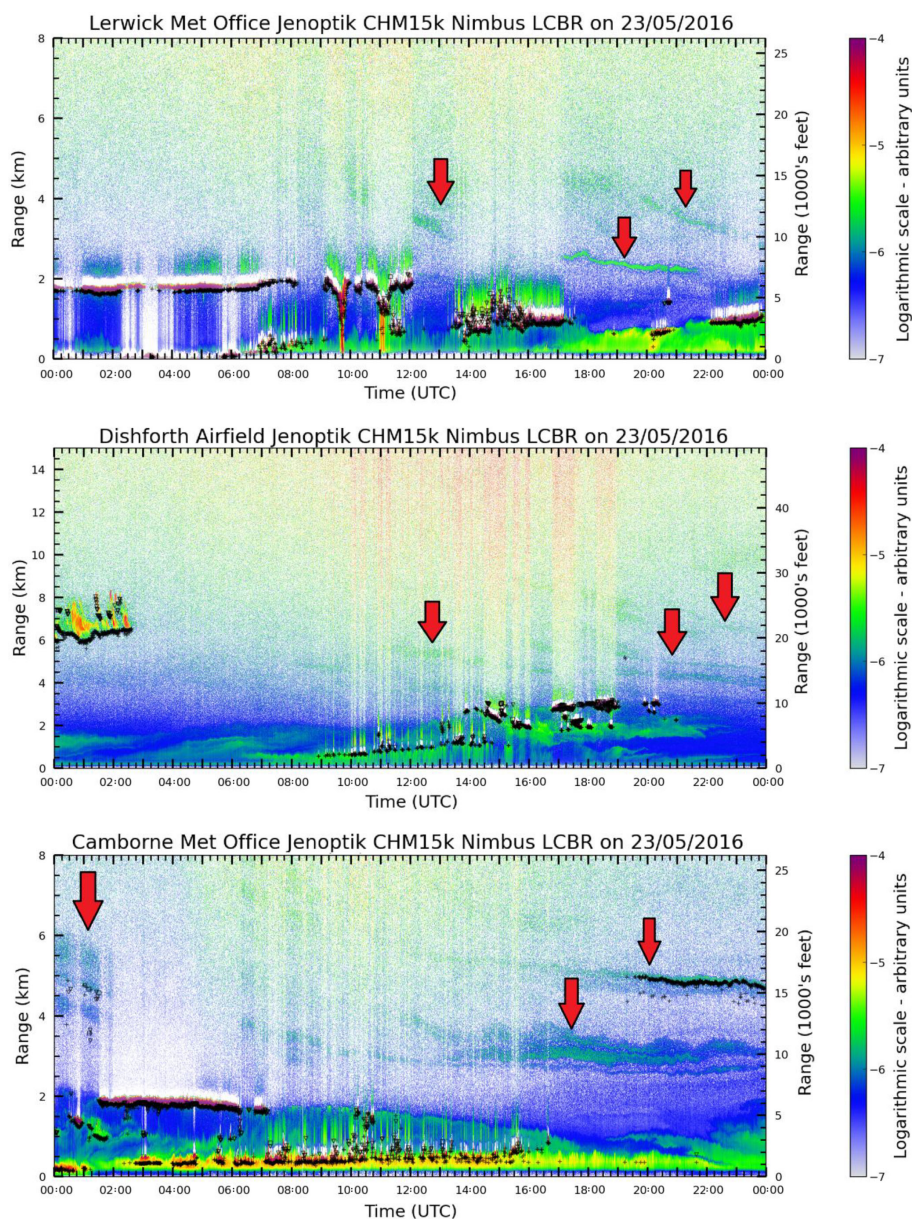 Lerwick Met Office Jenoptik CHM15k Nimbus LCBR on 23/05/2016
Range (km)
8
6
4
2
0
00:00 02:00 04:00 06:00 08:00 10:00 12:00 14:00 16:00 18:00 20:00 22:00 00:00
Time (UTC)
25
20
15
10
5
0
Range (1000's feet)
−4
−5
−6
−7
Logarithmic scale - arbitrary units
Dishforth Airfield Jenoptik CHM15k Nimbus LCBR on 23/05/2016
Range (km)
14
12
10
8
6
4
2
0
00:00 02:00 04:00 06:00 08:00 10:00 12:00 14:00 16:00 18:00 20:00 22:00 00:00
Time (UTC)
40
30
20
10
0
Range (1000's feet)
−4
−5
−6
−7
Logarithmic scale - arbitrary units
Camborne Met Office Jenoptik CHM15k Nimbus LCBR on 23/05/2016
Range (km)
8
6
4
2
0
00:00 02:00 04:00 06:00 08:00 10:00 12:00 14:00 16:00 18:00 20:00 22:00 00:00
Time (UTC)
25
20
15
10
5
0
Range (1000's feet)
−4
−5
−6
−7
Logarithmic scale - arbitrary units